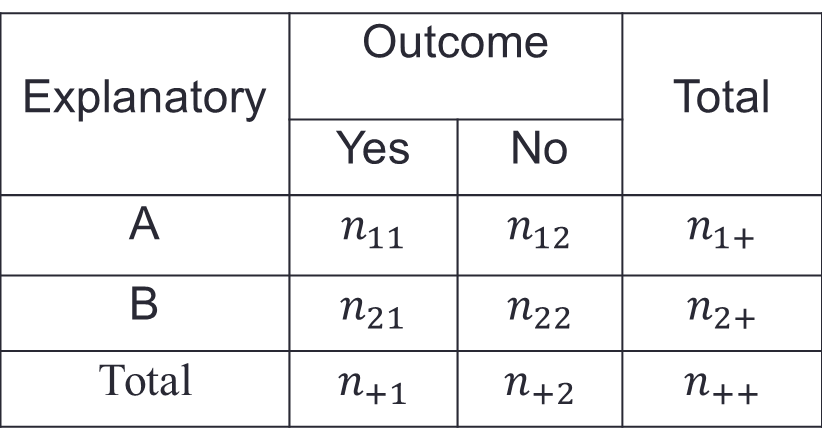 Outcome
Explanatory Total
Yes No
A n₁₁ n₁₂ n₁₊
B n₂₁ n₂₂ n₂₊
Total n₊₁ n₊₂ n₊₊